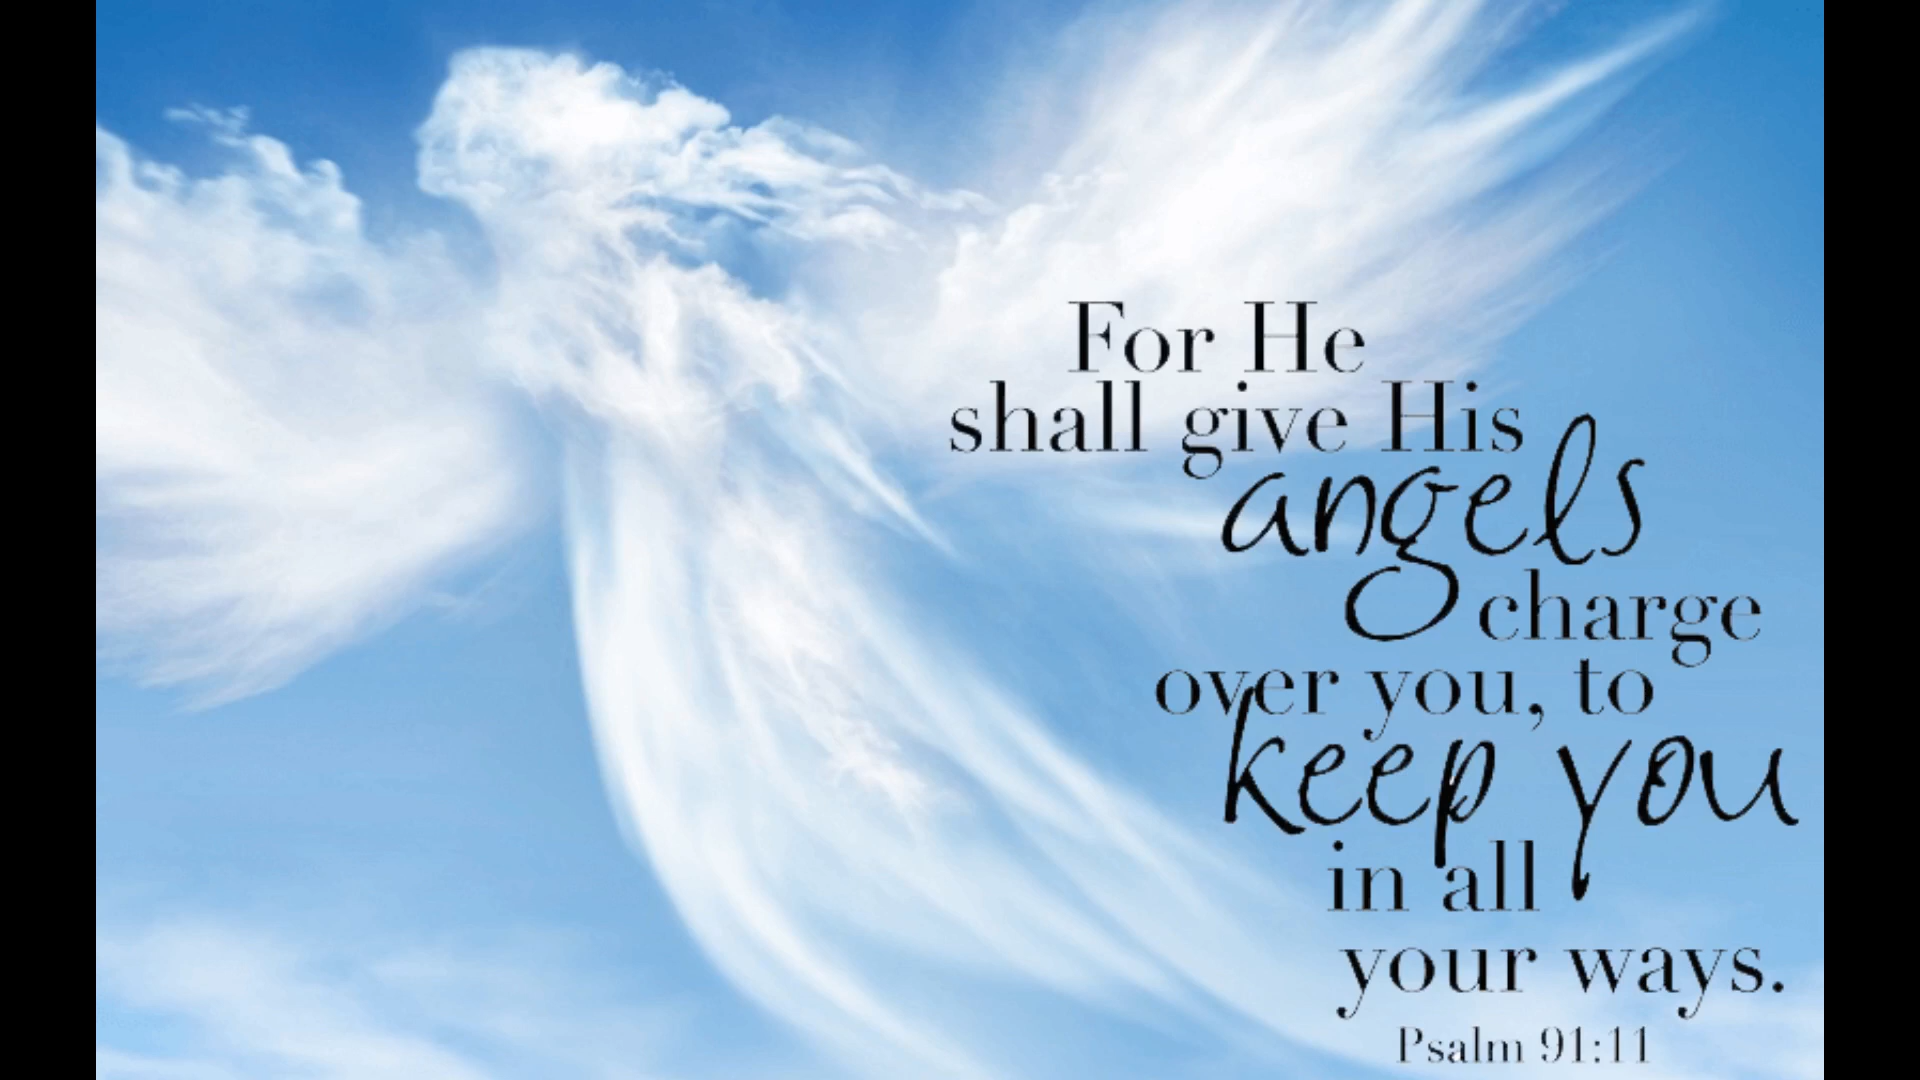 For He
shall give His
angels
charge
over you, to
keep you
in all
your ways.
Psalm 91:11